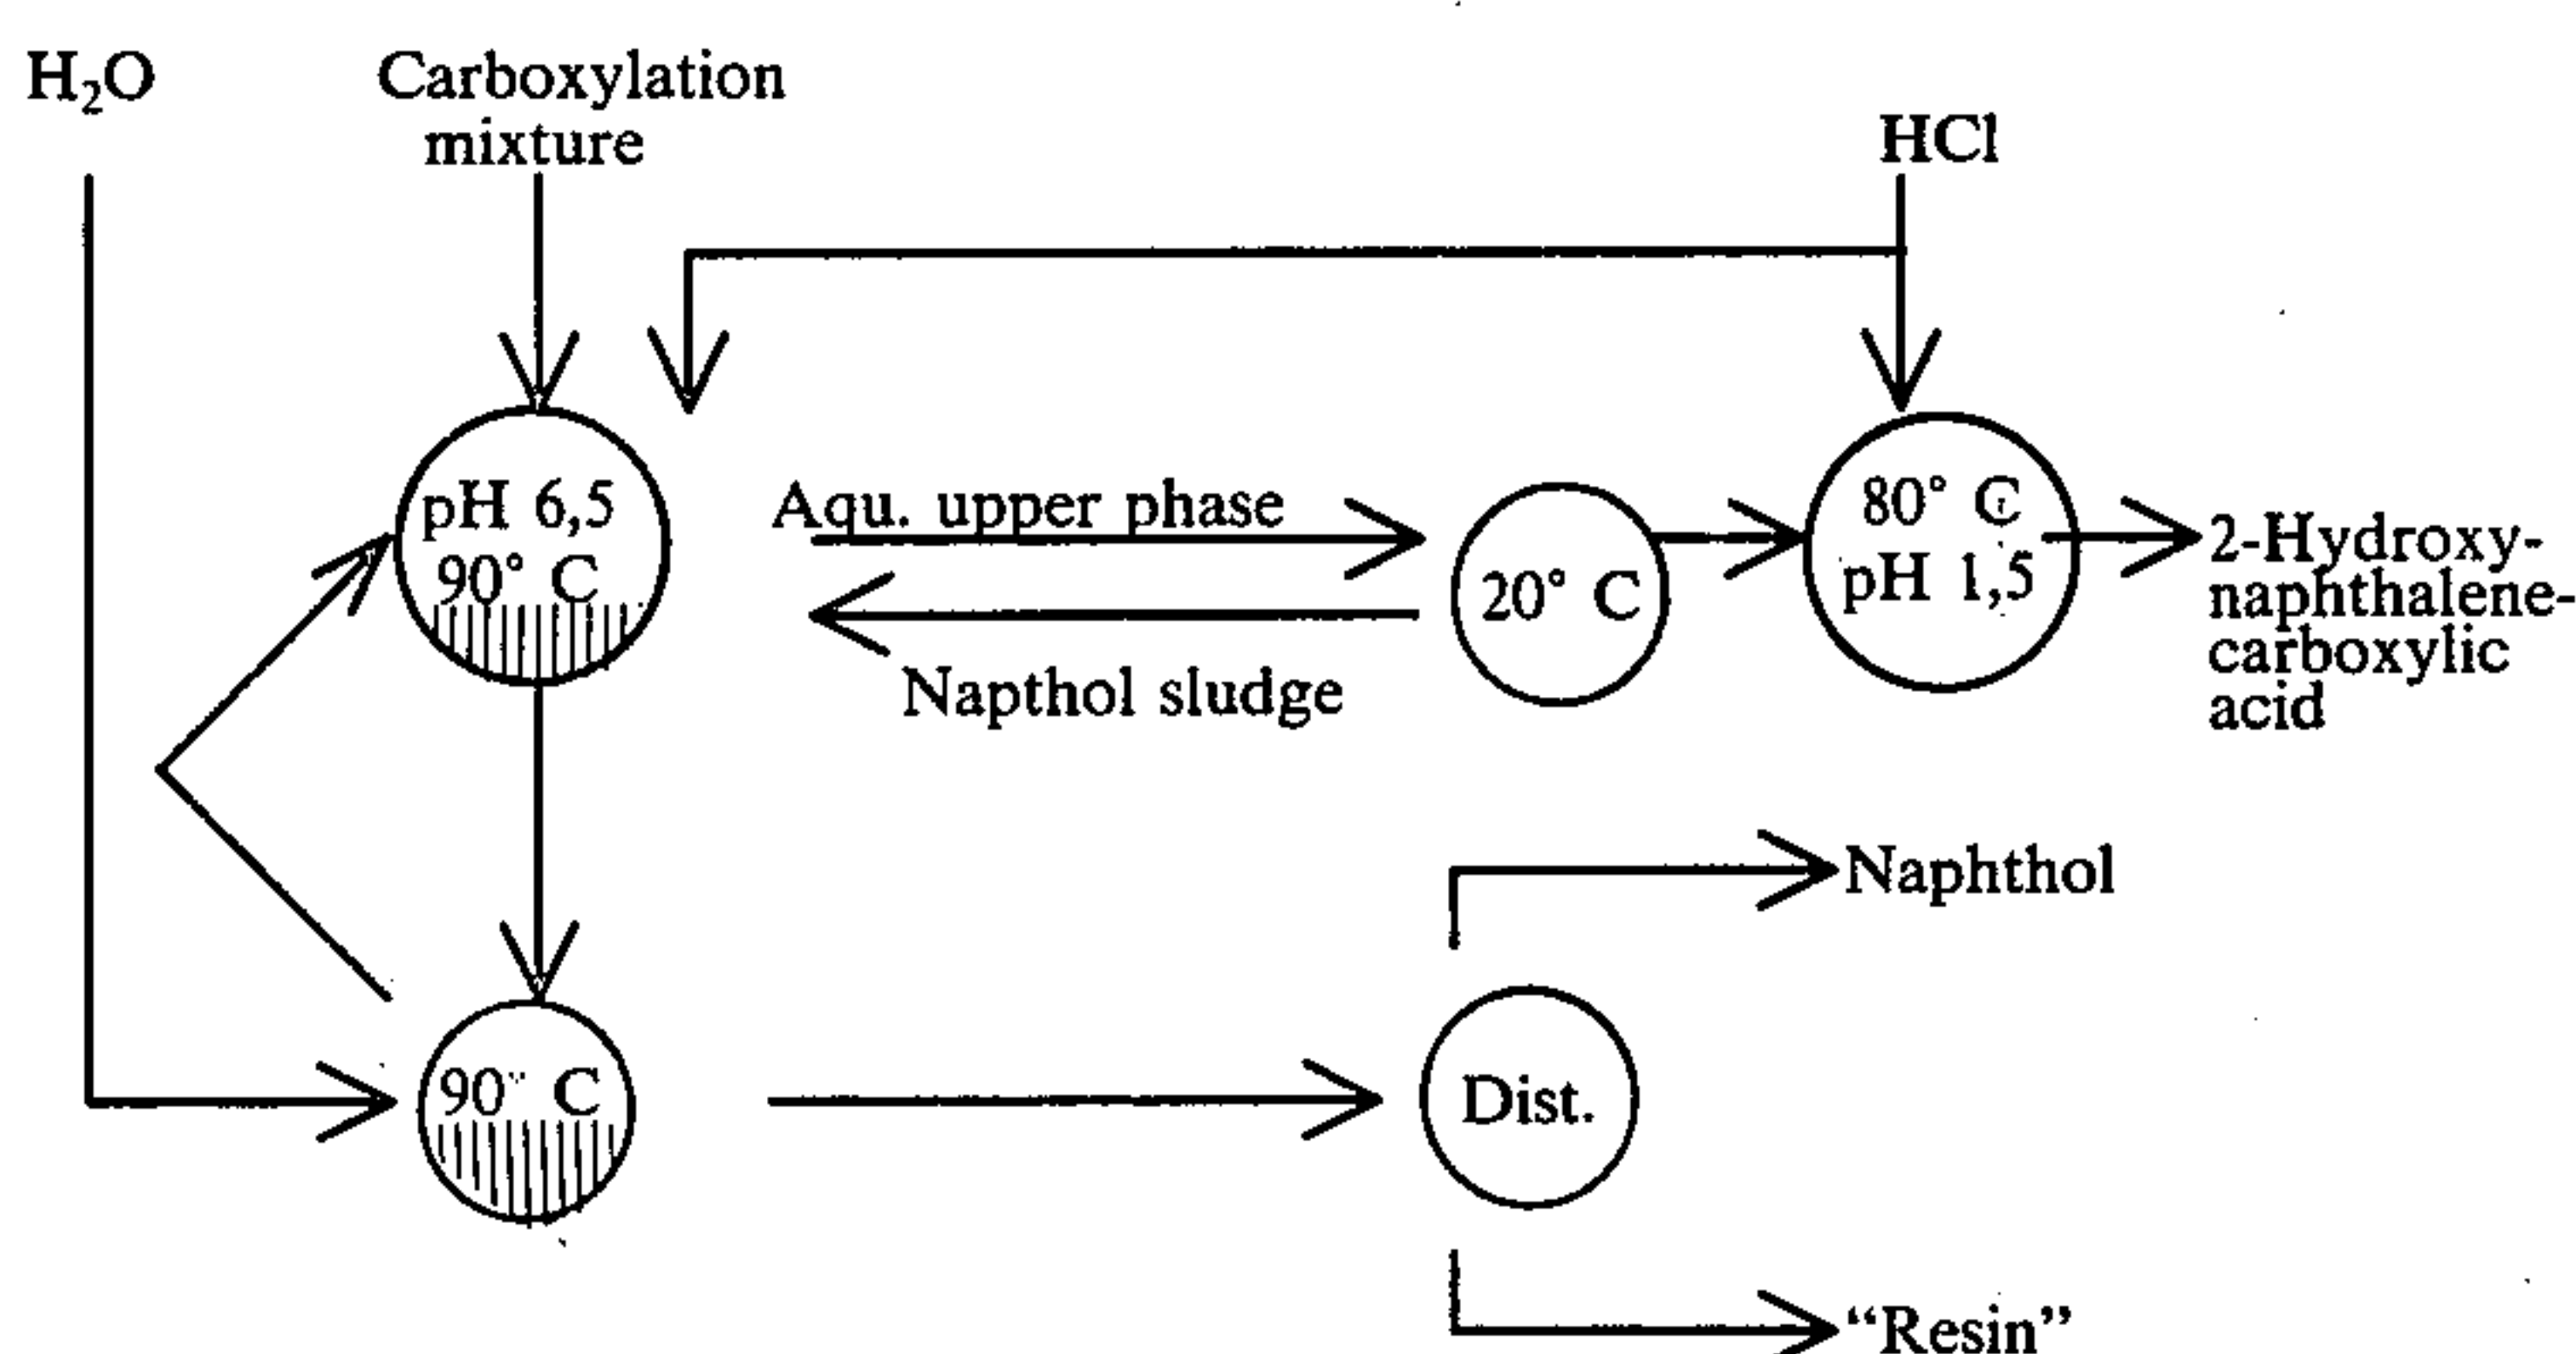 H₂O
Carboxylation
mixture
HCl
pH 6,5
90° C
Aqu. upper phase
Napthol sludge
20° C
80° C
pH 1,5
2-Hydroxy-
naphthalene-
carboxylic
acid
Naphthol
90° C
Dist.
“Resin”